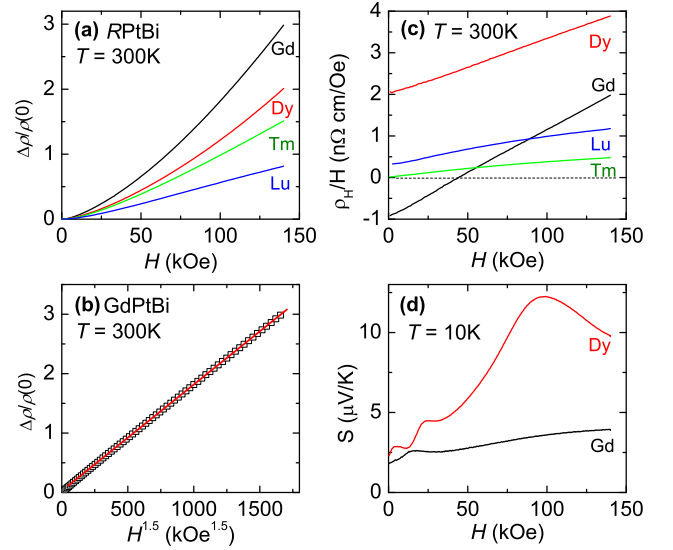 (a) RPtBi
T = 300K
Gd
Dy
Tm
Lu
3
2
1
0
0 50 100 150
H (kOe)
Δρ/ρ(0)
(c) T = 300K
Dy
Gd
Lu
Tm
4
3
2
1
0
-1
0 50 100 150
H (kOe)
ρH/H (nΩ cm/Oe)
(b) GdPtBi
T = 300K
3
2
1
0
0 500 1000 1500
H^1.5 (kOe^1.5)
Δρ/ρ(0)
(d)
T = 10K
Dy
Gd
10
5
0
0 50 100 150
H (kOe)
S (μV/K)